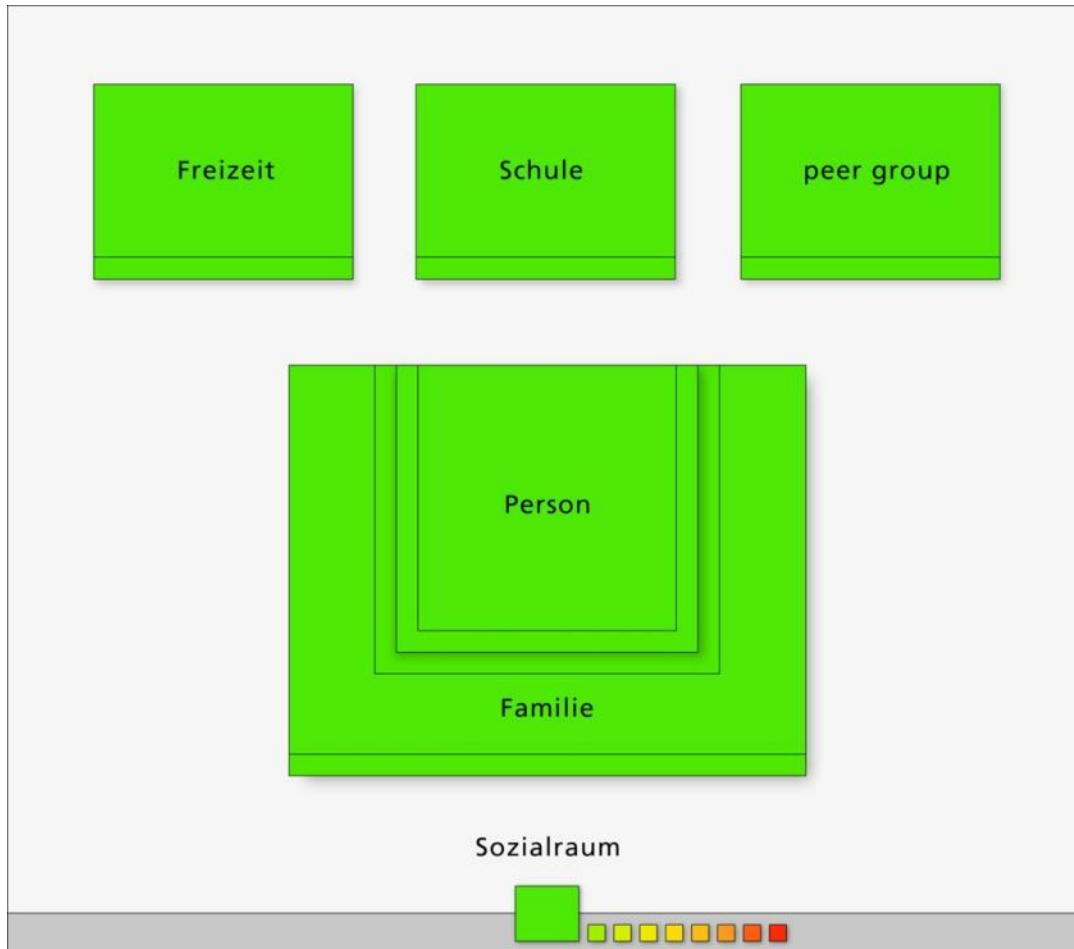 Freizeit
Schule
peer group
Person
Familie
Sozialraum